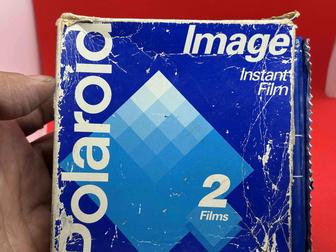 Polaroid
Image
Instant
Film
2
Films